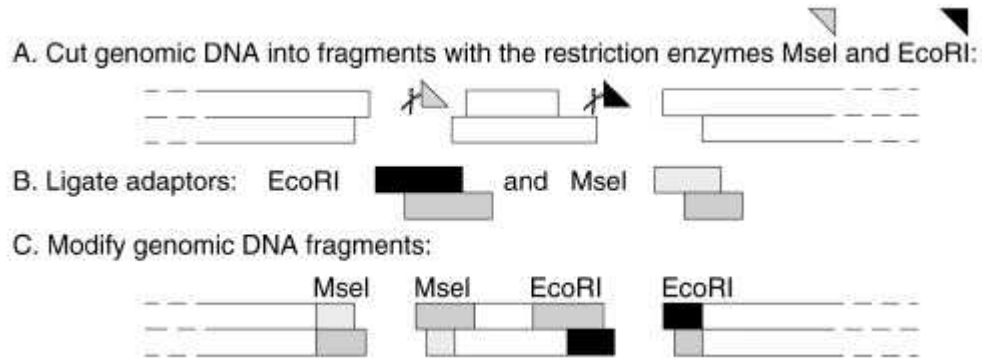 A. Cut genomic DNA into fragments with the restriction enzymes MseI and EcoRI:
B. Ligate adaptors: EcoRI and MseI
C. Modify genomic DNA fragments:
MseI MseI EcoRI EcoRI